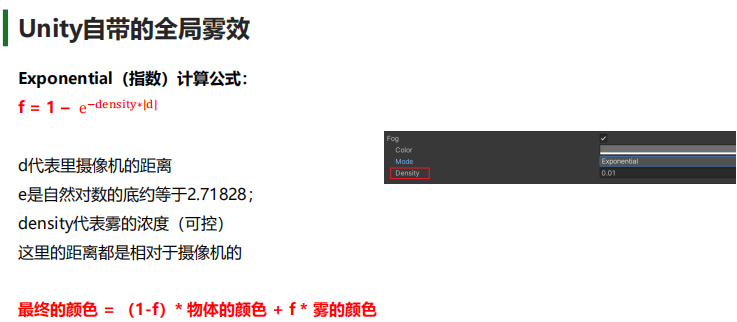 Unity自带的全局雾效
Exponential（指数）计算公式：
f = 1 − e^−density*|d|
d代表里摄像机的距离
e是自然对数的底约等于2.71828；
density代表雾的浓度（可控）
这里的距离都是相对于摄像机的
最终的颜色 = （1-f）* 物体的颜色 + f * 雾的颜色
Fog
Color
Mode Exponential
Density 0.01